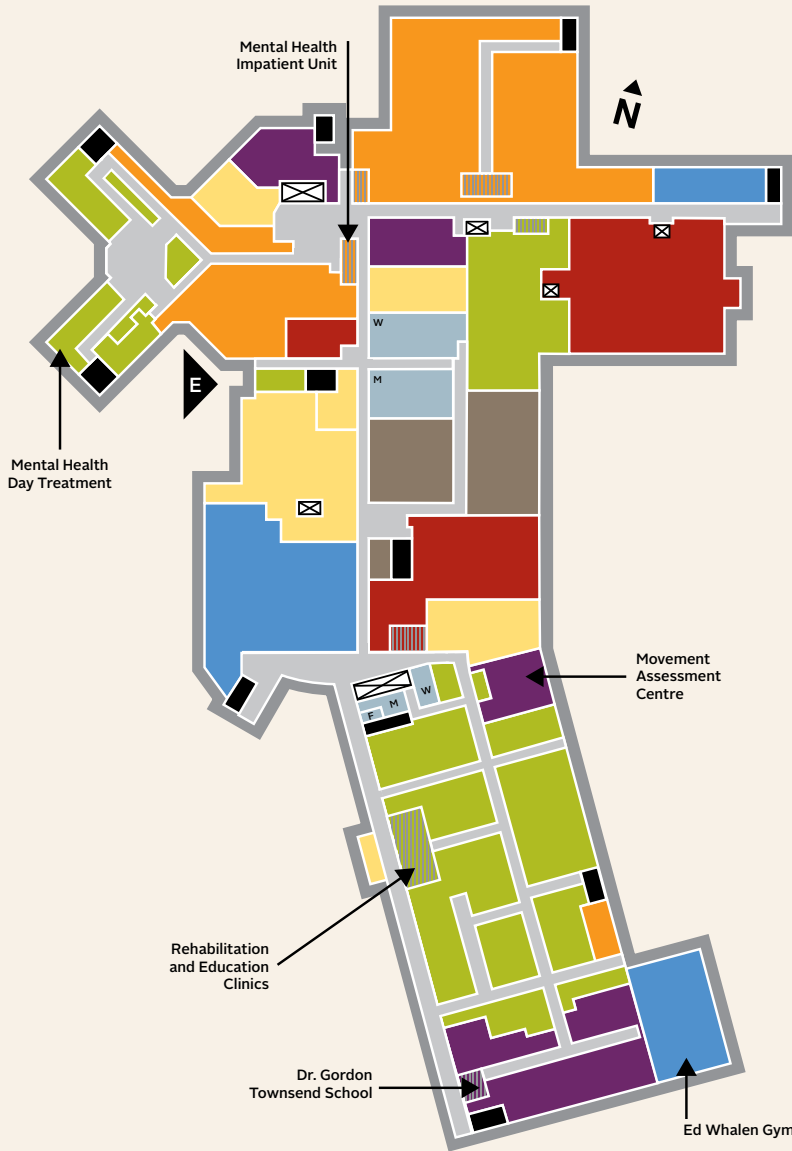 Mental Health
Impatient Unit
N
W
M
E
Mental Health
Day Treatment
Movement
Assessment
Centre
W
M
F
Rehabilitation
and Education
Clinics
Dr. Gordon
Townsend School
Ed Whalen Gym